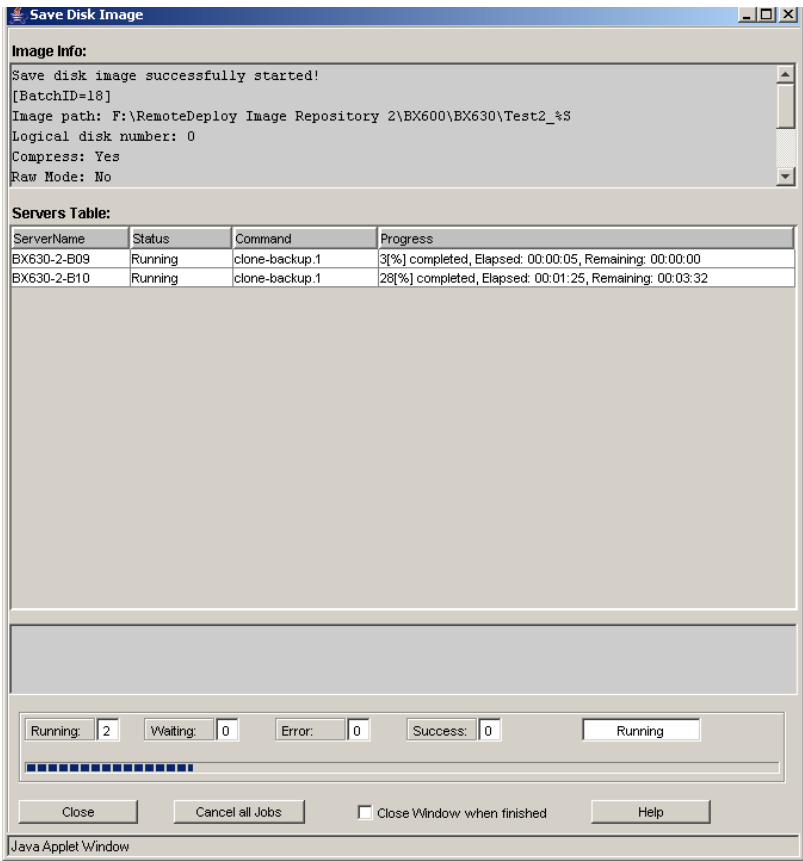 Save Disk Image
Image Info:
Save disk image successfully started!
[BatchID=18]
Image path: F:\RemoteDeploy Image Repository 2\BX600\BX630\Test2_%S
Logical disk number: 0
Compress: Yes
Raw Mode: No
Servers Table:
ServerName Status Command Progress
BX630-2-B09 Running clone-backup.1 3[%] completed, Elapsed: 00:00:05, Remaining: 00:00:00
BX630-2-B10 Running clone-backup.1 28[%] completed, Elapsed: 00:01:25, Remaining: 00:03:32
Running: 2 Waiting: 0 Error: 0 Success: 0 Running
Close Cancel all Jobs Close Window when finished Help
Java Applet Window